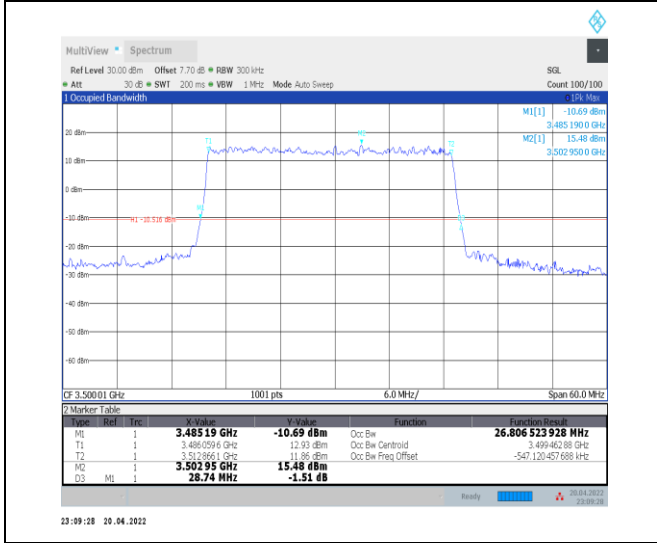 MultiView Spectrum
Ref Level 30.00 dBm Offset 7.70 dB RBW 300 kHz SGL
Att 30 dB SWT 200 ms VBW 1 MHz Mode Auto Sweep Count 100/100
1 Occupied Bandwidth 1Pk Max
M1[1] -10.69 dBm
3.485 190 0 GHz
M2[1] 15.48 dBm
3.502 950 0 GHz
20 dBm
M2
T1
T2
10 dBm
0 dBm
M1
-10 dBm
H1 -10.516 dBm
D3
-20 dBm
-30 dBm
-40 dBm
-50 dBm
-60 dBm
CF 3.500 01 GHz 1001 pts 6.0 MHz/ Span 60.0 MHz
2 Marker Table
Type Ref Trc X-Value Y-Value Function Function Result
M1 1 3.485 19 GHz -10.69 dBm Occ Bw 26.806 523 928 MHz
T1 1 3.486 059 6 GHz 12.93 dBm Occ Bw Centroid 3.499 462 88 GHz
T2 1 3.512 866 1 GHz 11.86 dBm Occ Bw Freq Offset -547.120 457 688 kHz
M2 1 3.502 95 GHz 15.48 dBm
D3 M1 1 28.74 MHz -1.51 dB
Ready 20.04.2022
23:09:28
23:09:28 20.04.2022